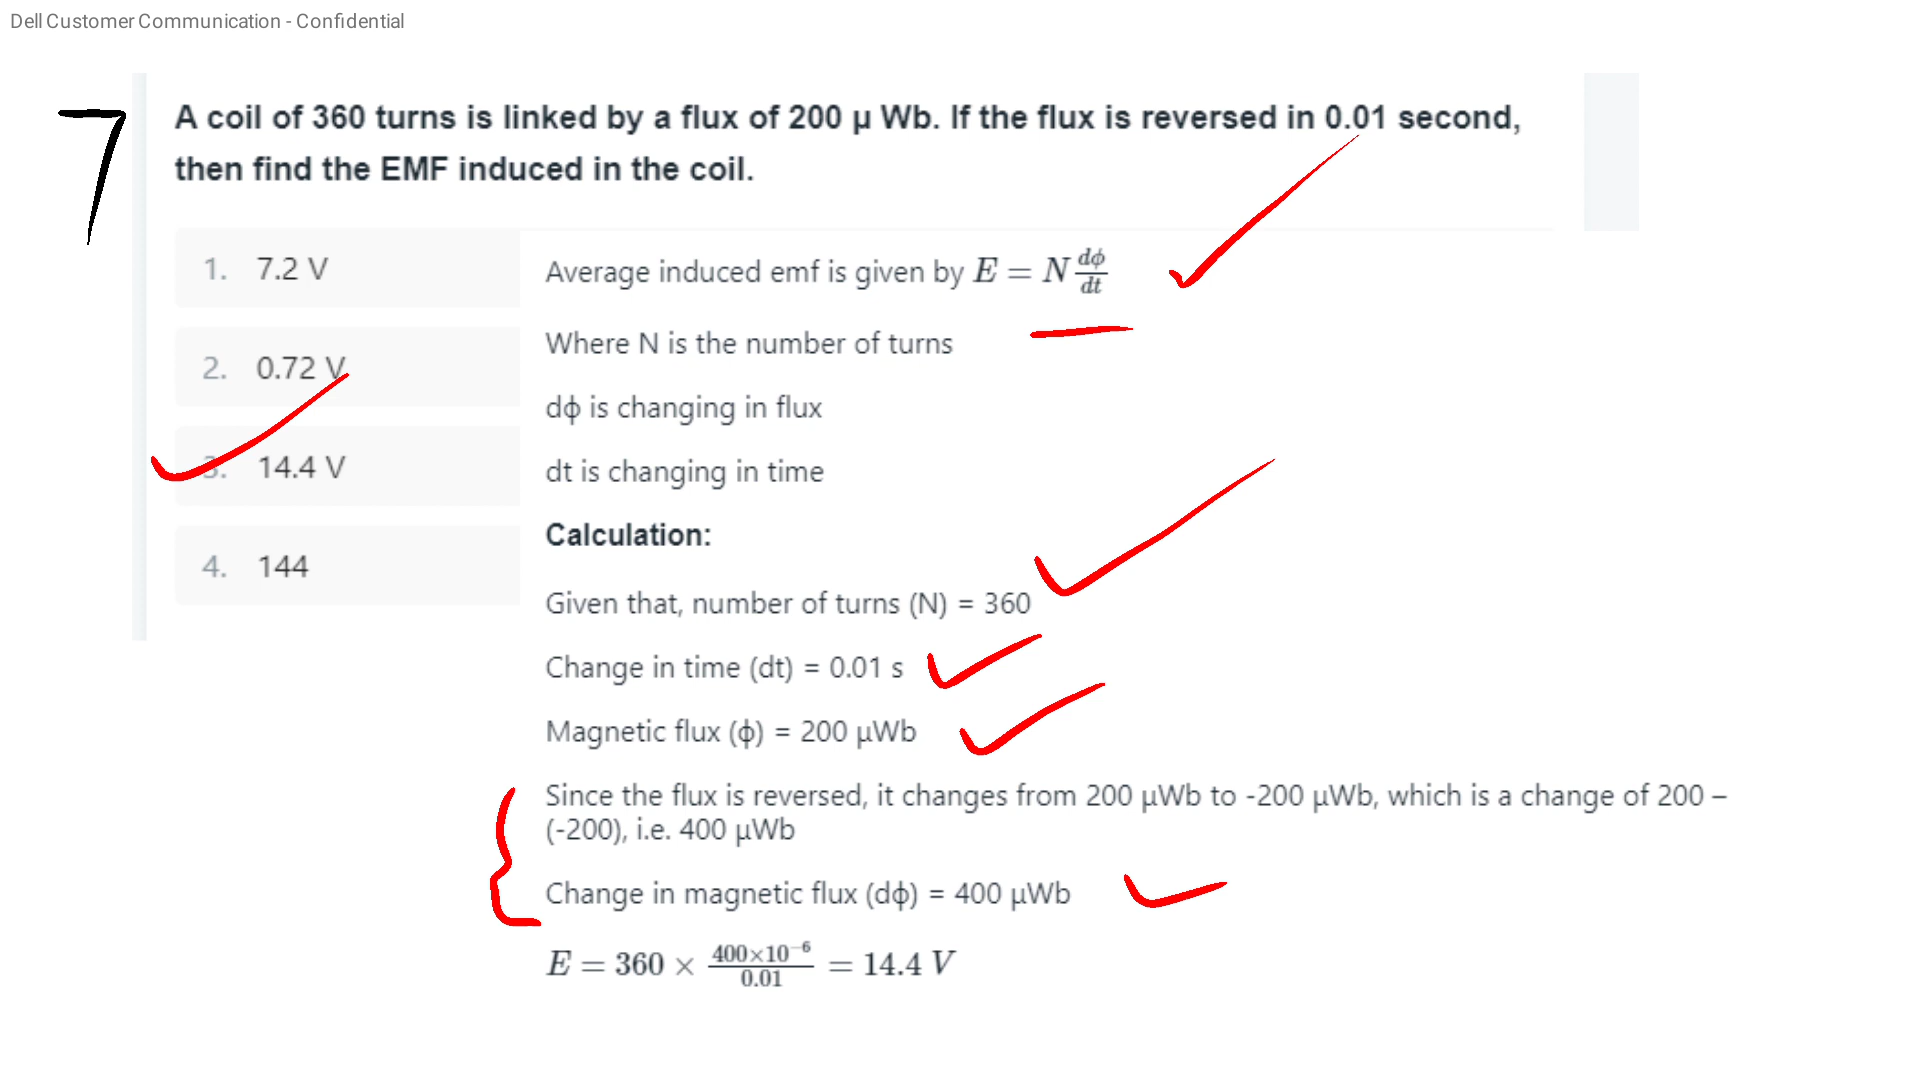 Dell Customer Communication - Confidential
7
A coil of 360 turns is linked by a flux of 200 μ Wb. If the flux is reversed in 0.01 second,
then find the EMF induced in the coil.
1. 7.2 V
2. 0.72 V
3. 14.4 V
4. 144
Average induced emf is given by E = N dϕ/dt
Where N is the number of turns
dϕ is changing in flux
dt is changing in time
Calculation:
Given that, number of turns (N) = 360
Change in time (dt) = 0.01 s
Magnetic flux (ϕ) = 200 μWb
Since the flux is reversed, it changes from 200 μWb to -200 μWb, which is a change of 200 –
(-200), i.e. 400 μWb
Change in magnetic flux (dϕ) = 400 μWb
E = 360 × 400×10⁻⁶/0.01 = 14.4 V